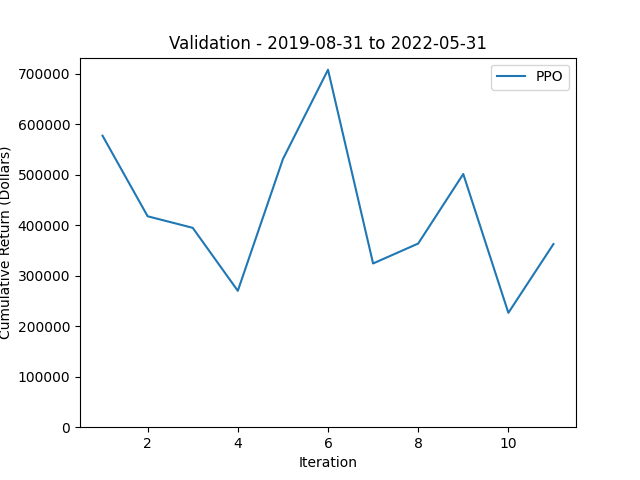 Validation - 2019-08-31 to 2022-05-31
PPO
Cumulative Return (Dollars)
700000
600000
500000
400000
300000
200000
100000
0
2 4 6 8 10
Iteration